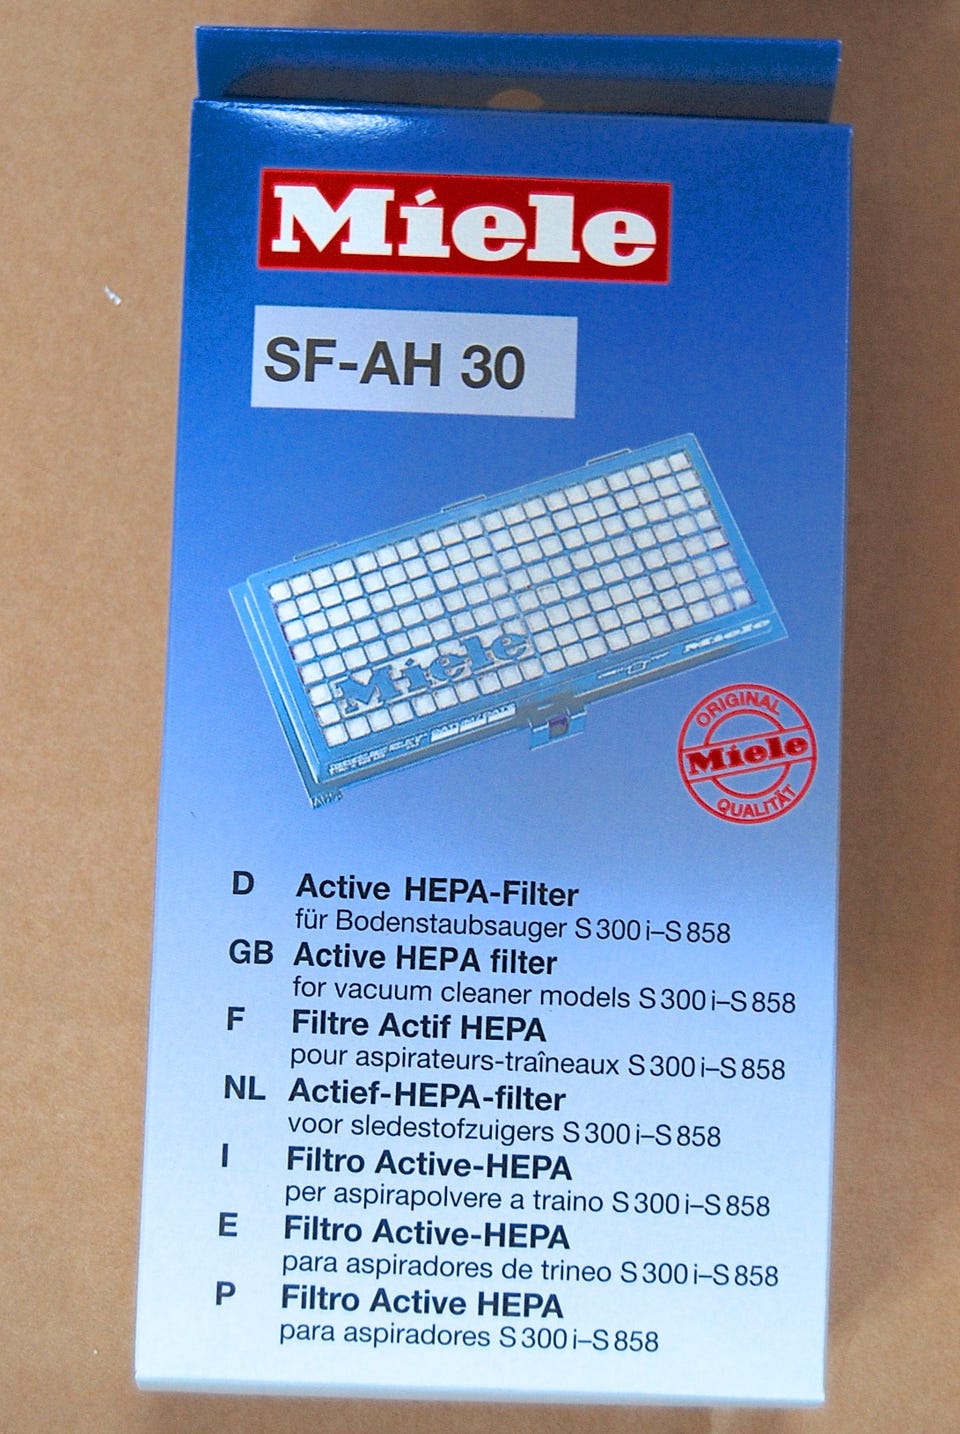 Miele
SF-AH 30
Miele
Miele
ORIGINAL
Miele
QUALITÄT
D Active HEPA-Filter
für Bodenstaubsauger S 300 i–S 858
GB Active HEPA filter
for vacuum cleaner models S 300 i–S 858
F Filtre Actif HEPA
pour aspirateurs-traîneaux S 300 i–S 858
NL Actief-HEPA-filter
voor sledestofzuigers S 300 i–S 858
I Filtro Active-HEPA
per aspirapolvere a traino S 300 i–S 858
E Filtro Active-HEPA
para aspiradores de trineo S 300 i–S 858
P Filtro Active HEPA
para aspiradores S 300 i–S 858